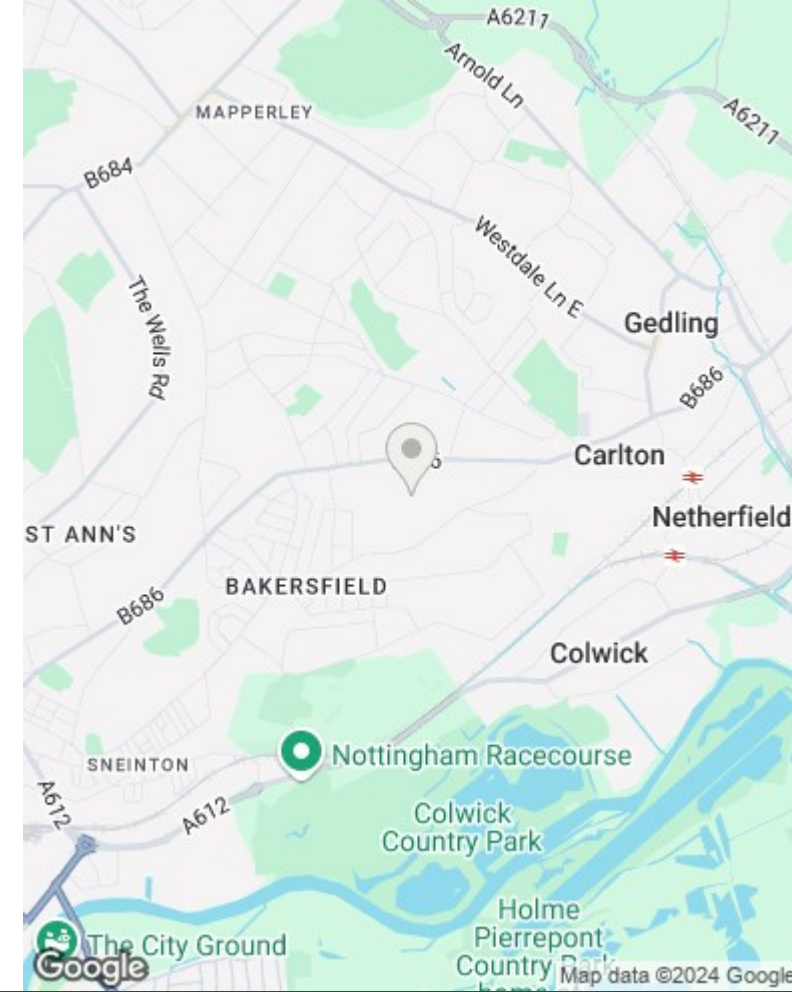 A6211
Arnold Ln
A6211
MAPPERLEY
B684
Westdale Ln E
The Wells Rd
Gedling
B686
Carlton
6
Netherfield
ST ANN'S
BAKERSFIELD
B686
Colwick
Nottingham Racecourse
SNEINTON
A612
A612
Colwick
Country Park
Holme
Pierrepont
Country Park
The City Ground
Google
Map data ©2024 Google